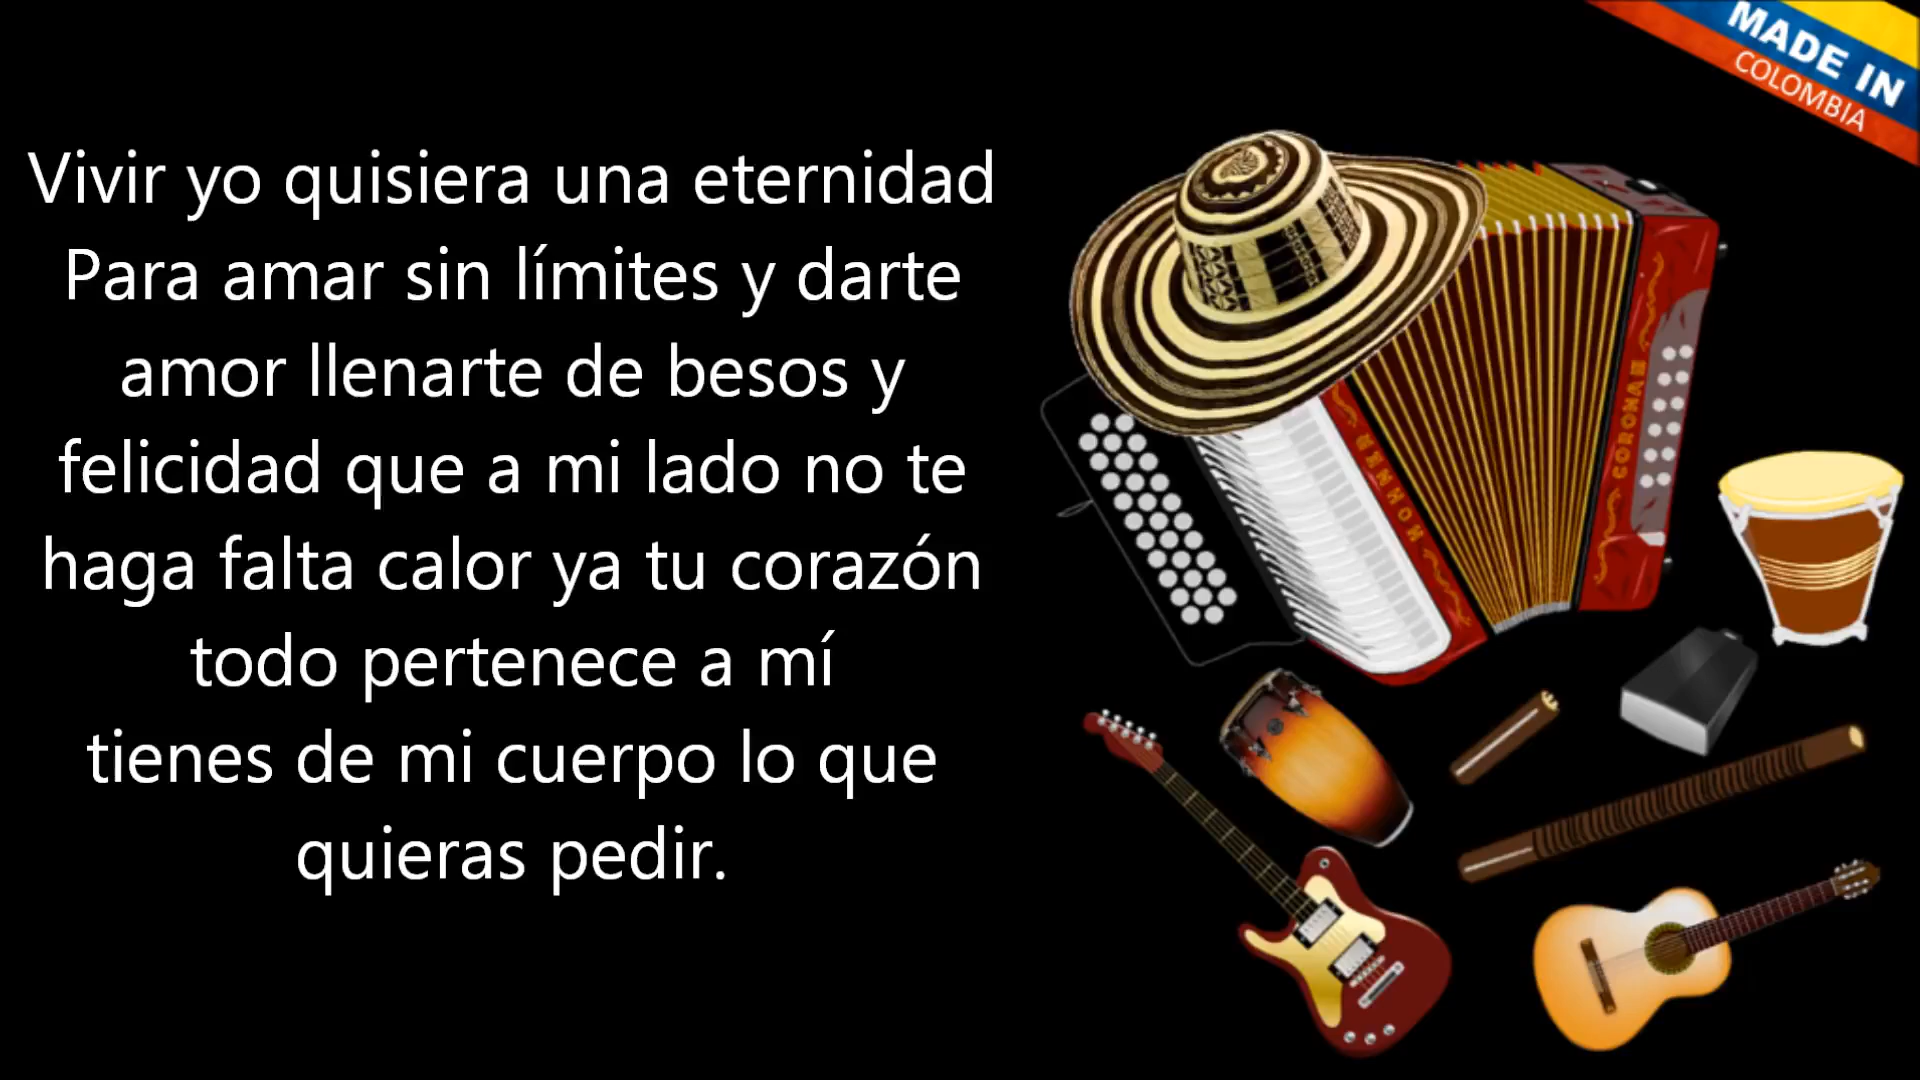 MADE IN
COLOMBIA
Vivir yo quisiera una eternidad
Para amar sin límites y darte
amor llenarte de besos y
felicidad que a mi lado no te
haga falta calor ya tu corazón
todo pertenece a mí
tienes de mi cuerpo lo que
quieras pedir.
HOHNER
CORONA III